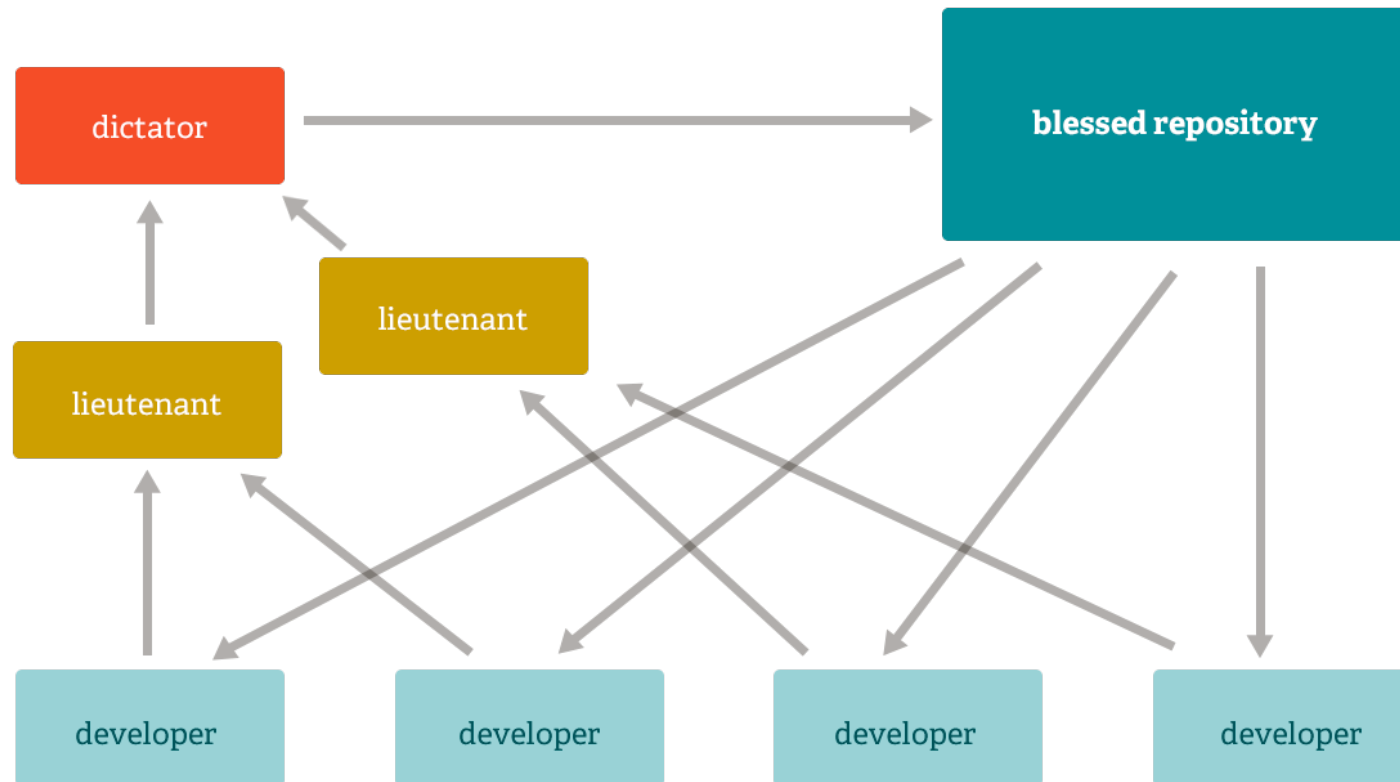 dictator
blessed repository
lieutenant
lieutenant
developer
developer
developer
developer